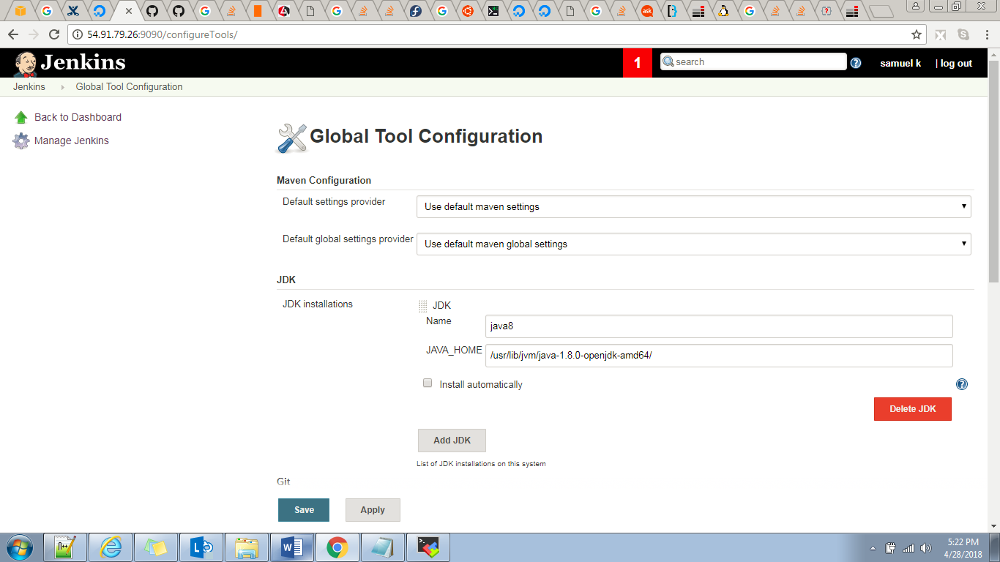 54.91.79.26:9090/configureTools/
Jenkins
1
search
samuel k
| log out
Jenkins
Global Tool Configuration
Back to Dashboard
Manage Jenkins
Global Tool Configuration
Maven Configuration
Default settings provider
Use default maven settings
Default global settings provider
Use default maven global settings
JDK
JDK installations
JDK
Name
java8
JAVA_HOME
/usr/lib/jvm/java-1.8.0-openjdk-amd64/
Install automatically
Delete JDK
Add JDK
List of JDK installations on this system
Git
Save
Apply
5:22 PM
4/28/2018